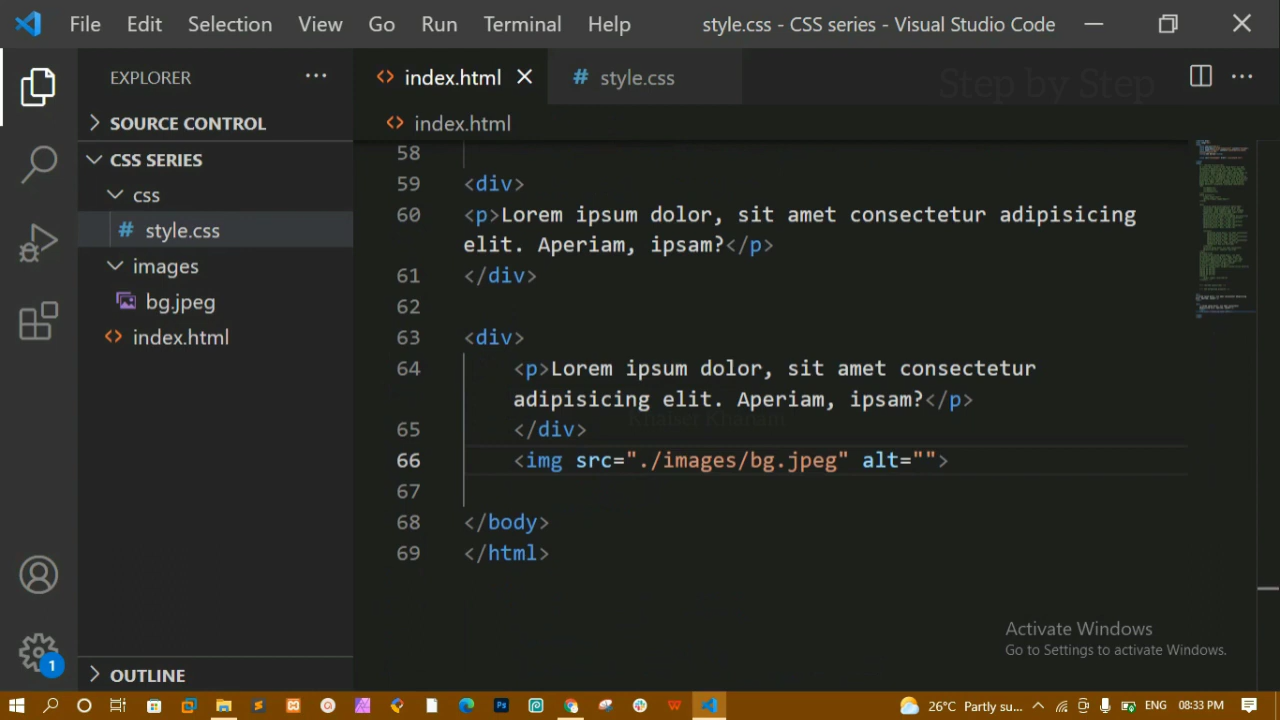 File Edit Selection View Go Run Terminal Help style.css - CSS series - Visual Studio Code
EXPLORER
SOURCE CONTROL
CSS SERIES
css
# style.css
images
bg.jpeg
index.html
OUTLINE
1
index.html
# style.css
Step by Step
index.html
58
59 <div>
60 <p>Lorem ipsum dolor, sit amet consectetur adipisicing
elit. Aperiam, ipsam?</p>
61 </div>
62
63 <div>
64 <p>Lorem ipsum dolor, sit amet consectetur
adipisicing elit. Aperiam, ipsam?</p>
65 </div>
66 <img src="./images/bg.jpeg" alt="">
67
68 </body>
69 </html>
Activate Windows
Go to Settings to activate Windows.
26°C Partly su... ENG 08:33 PM